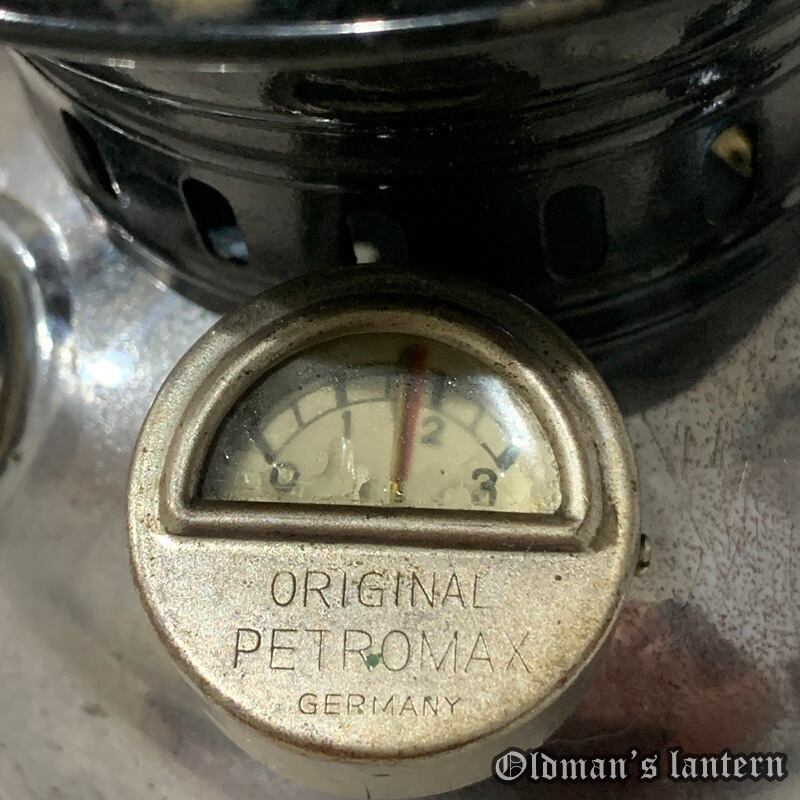 1 2
0 3
ORIGINAL
PETROMAX
GERMANY
Oldman's lantern